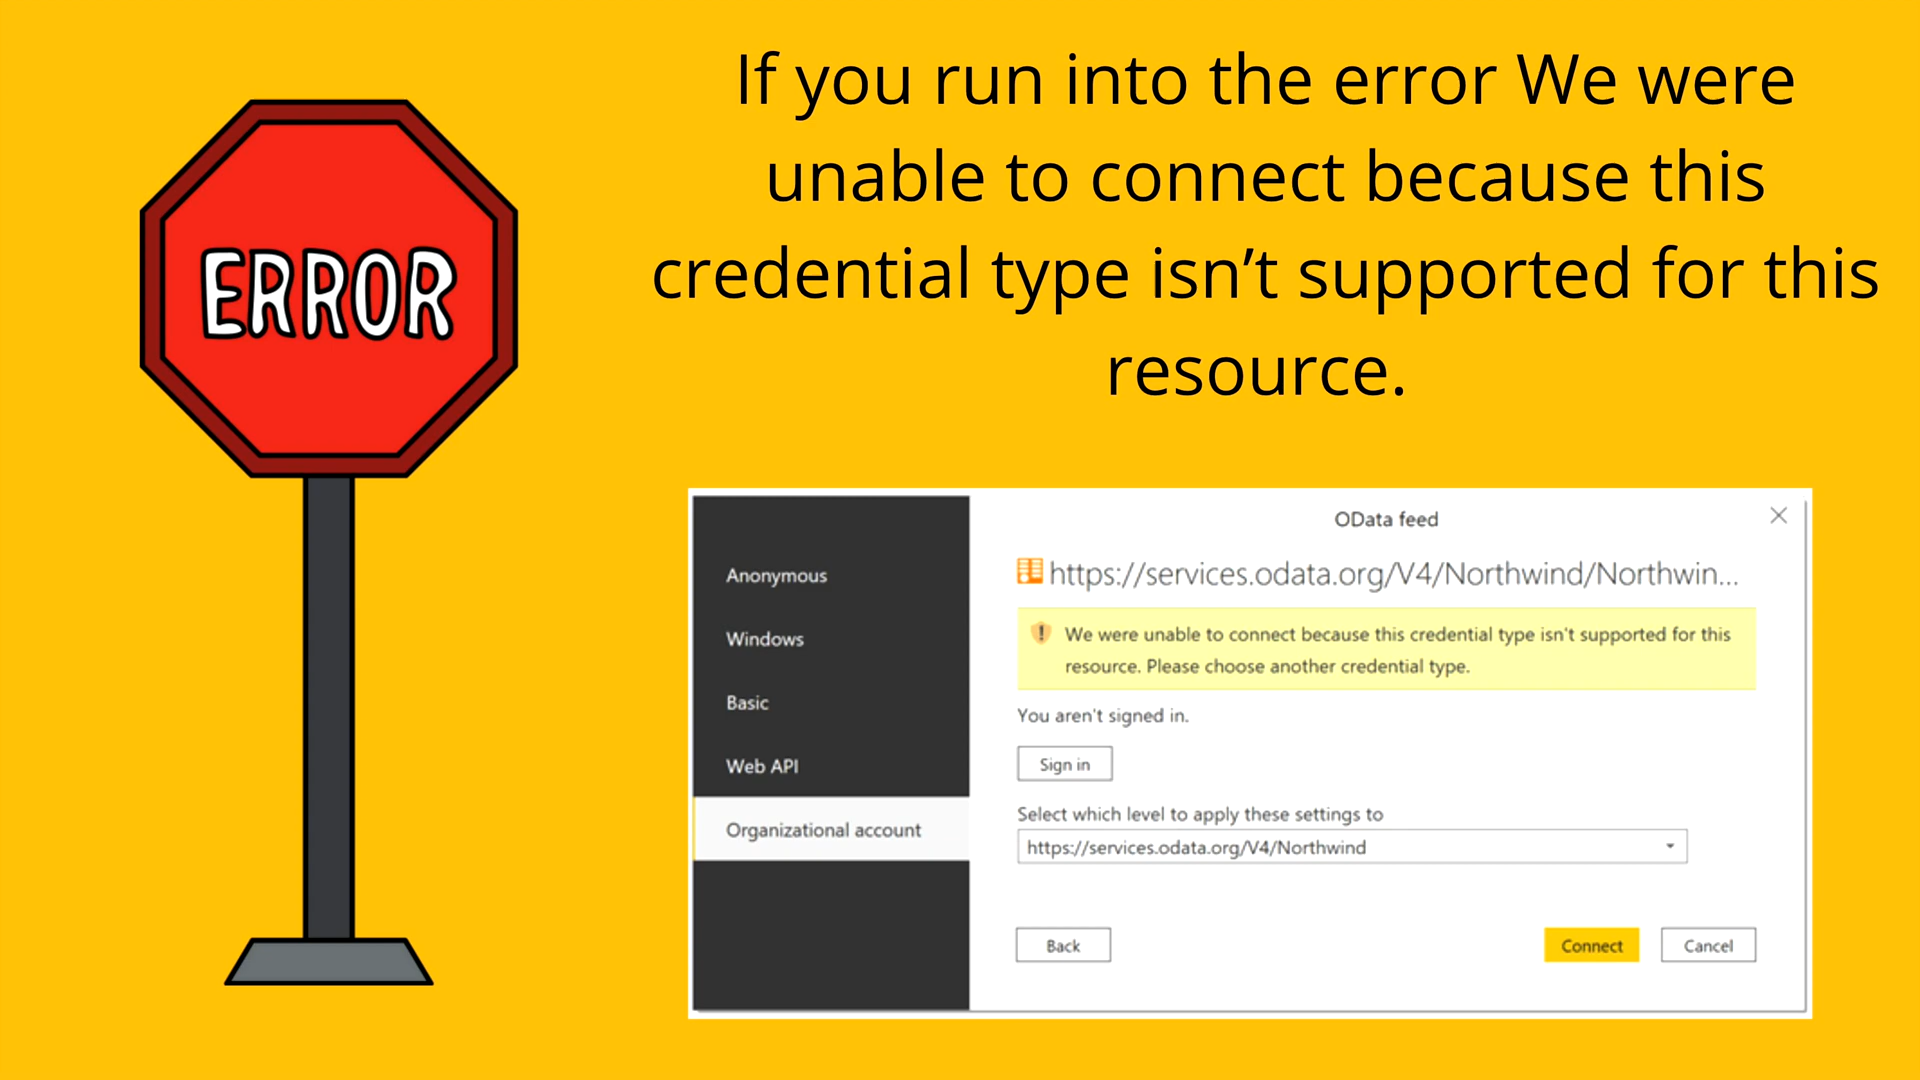 If you run into the error We were
unable to connect because this
credential type isn’t supported for this
resource.
ERROR
OData feed
Anonymous
Windows
Basic
Web API
Organizational account
https://services.odata.org/V4/Northwind/Northwin...
We were unable to connect because this credential type isn't supported for this
resource. Please choose another credential type.
You aren't signed in.
Sign in
Select which level to apply these settings to
https://services.odata.org/V4/Northwind
Back
Connect
Cancel